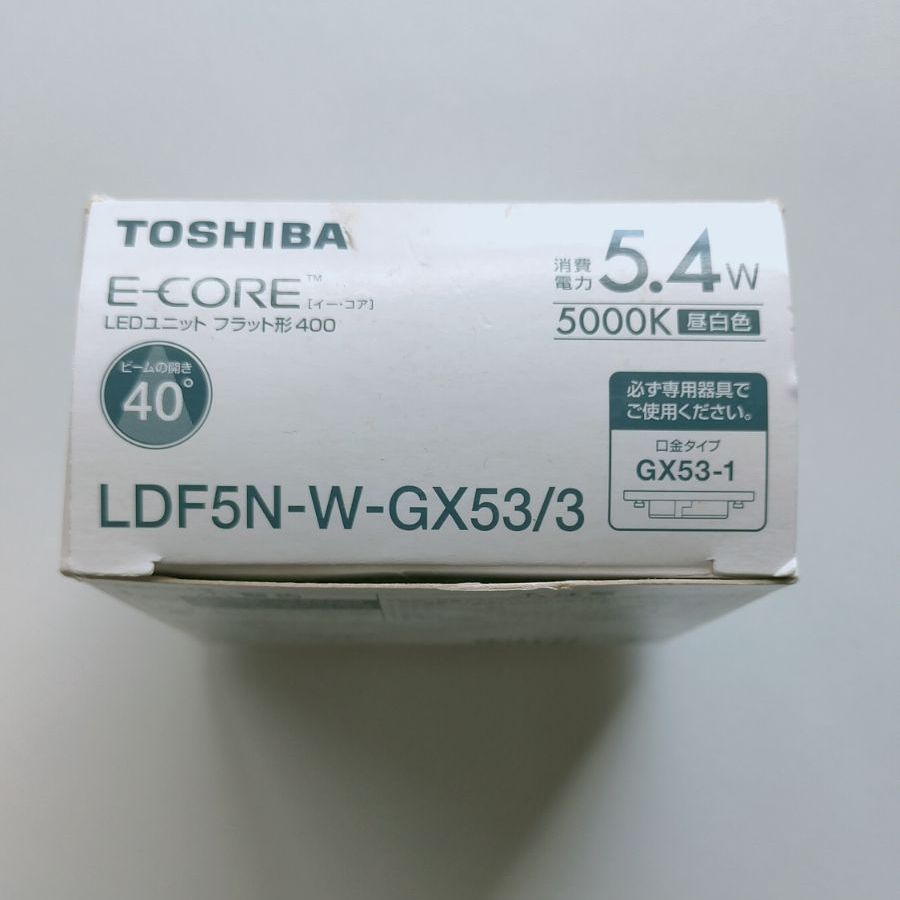 TOSHIBA
E-CORE™ [イー・コア]
LEDユニット フラット形400
ビームの開き
40°
LDF5N-W-GX53/3
消費
電力 5.4W
5000K 昼白色
必ず専用器具で
ご使用ください。
口金タイプ
GX53-1